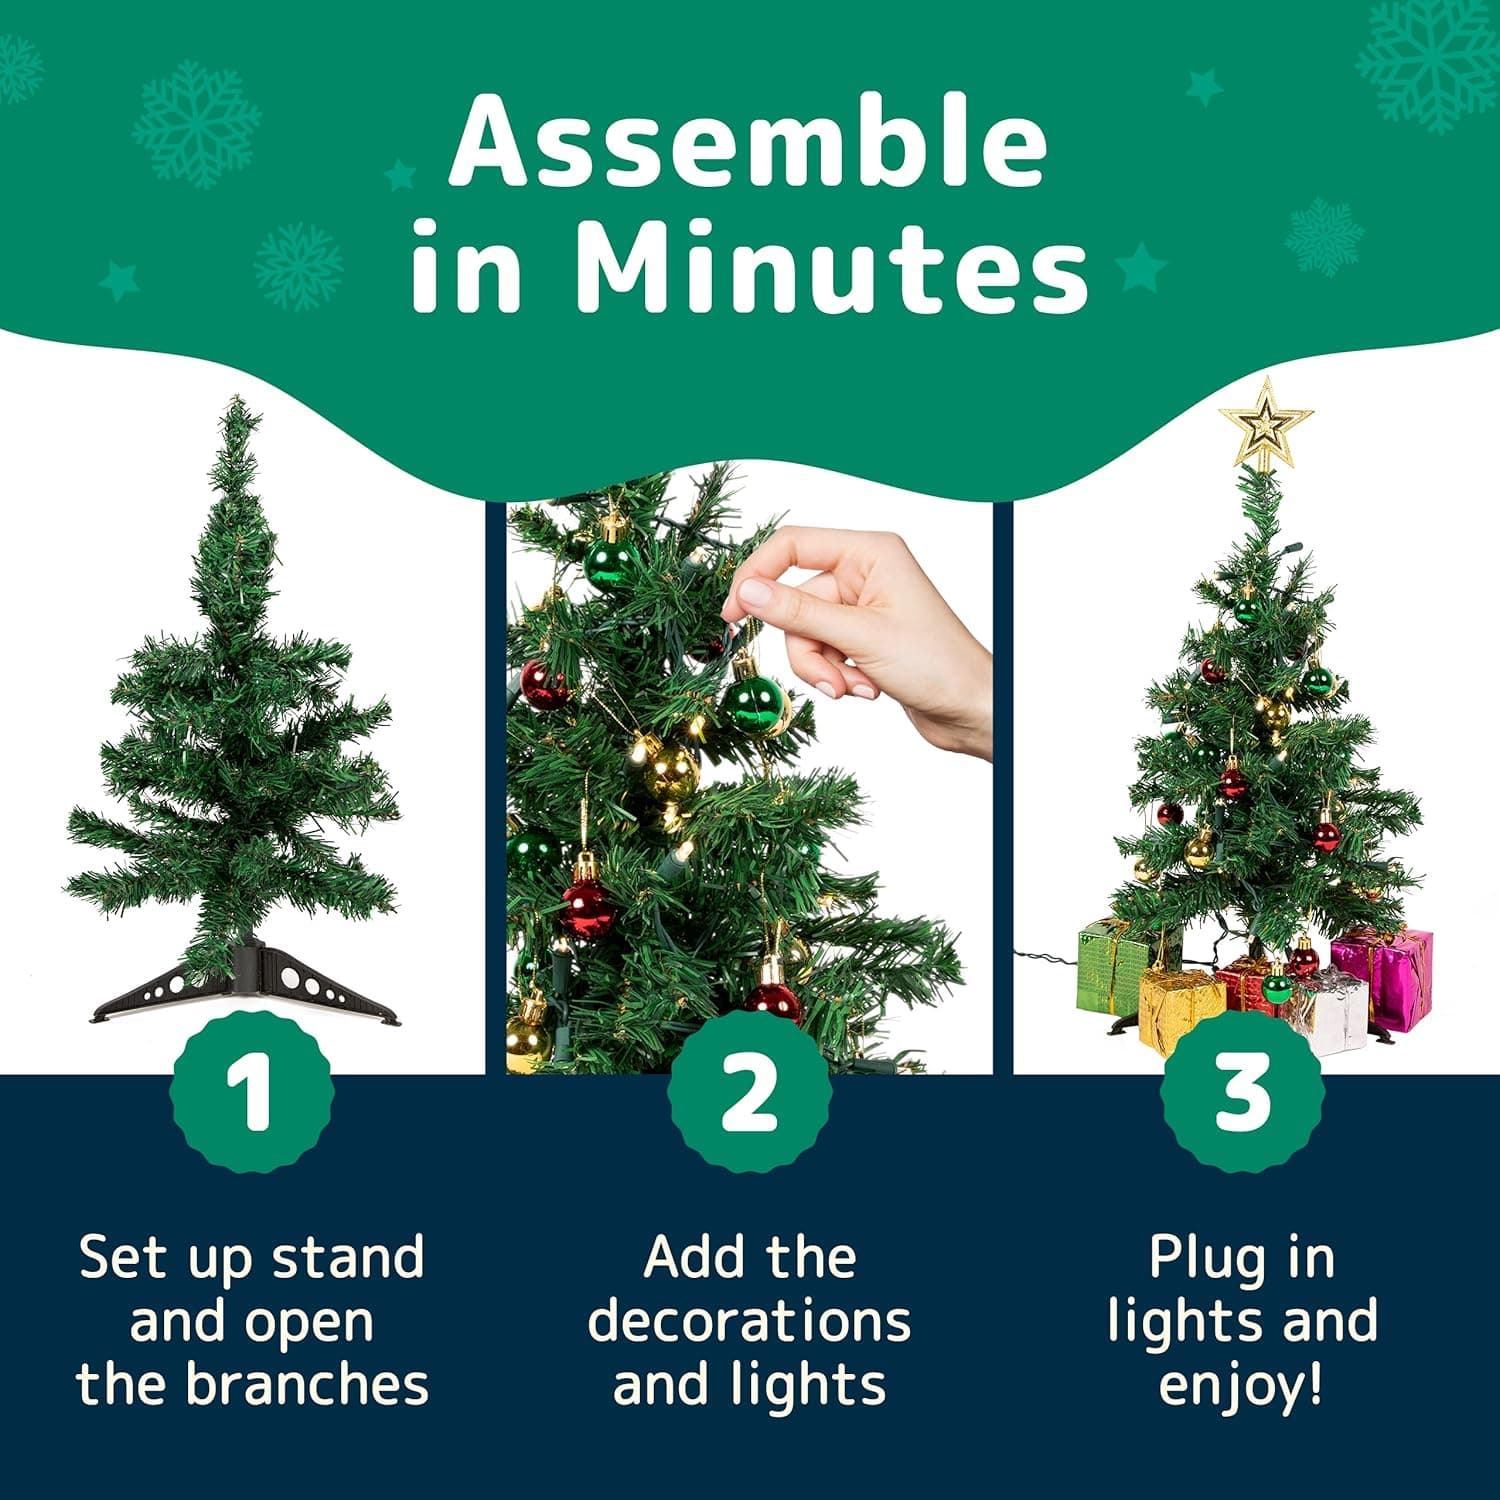 Assemble
in Minutes
1
Set up stand
and open
the branches
2
Add the
decorations
and lights
3
Plug in
lights and
enjoy!